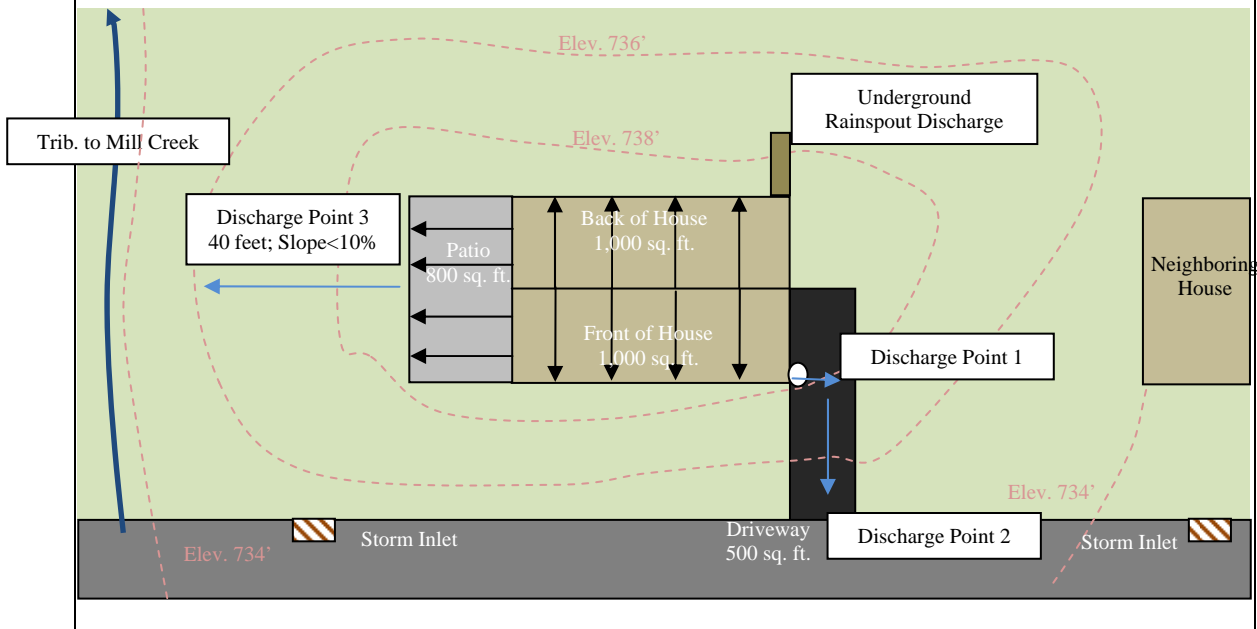 Elev. 736’
Underground
Rainspout Discharge
Trib. to Mill Creek
Elev. 738’
Discharge Point 3
40 feet; Slope<10%
Back of House
1,000 sq. ft.
Patio
800 sq. ft.
Neighboring
House
Front of House
1,000 sq. ft.
Discharge Point 1
Elev. 734’
Driveway
500 sq. ft.
Discharge Point 2
Storm Inlet
Storm Inlet
Elev. 734’